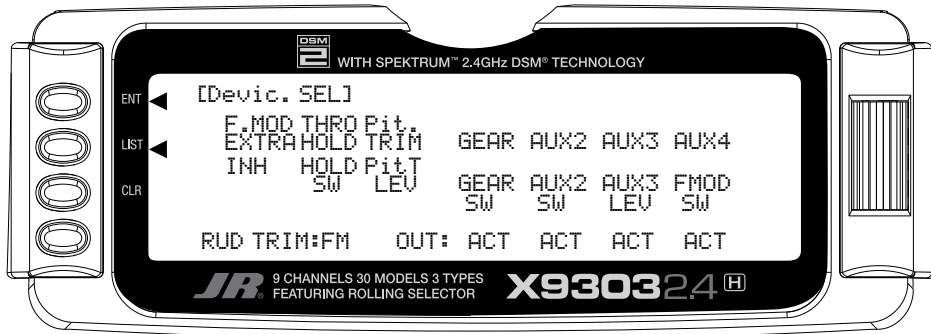 DSM
2 WITH SPEKTRUM™ 2.4GHz DSM® TECHNOLOGY
ENT
LIST
CLR
[Devic. SEL]
F.MOD THRO Pit.
EXTRA HOLD TRIM GEAR AUX2 AUX3 AUX4
INH HOLD PitT
SW LEV GEAR AUX2 AUX3 FMOD
SW SW LEV SW
RUD TRIM:FM OUT: ACT ACT ACT ACT
JR® 9 CHANNELS 30 MODELS 3 TYPES
FEATURING ROLLING SELECTOR X9303 2.4 H